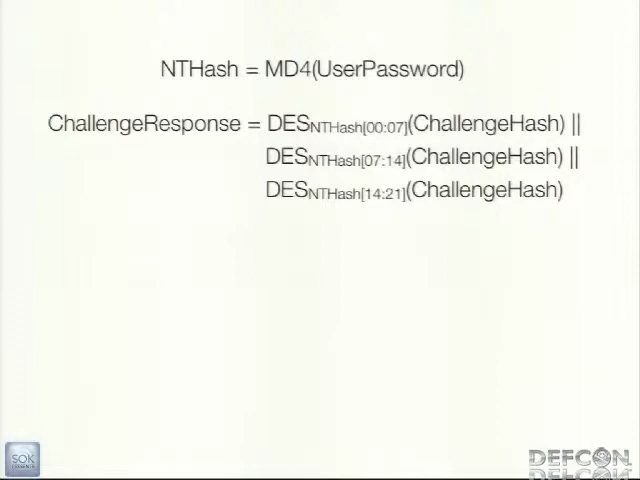 NTHash = MD4(UserPassword)
ChallengeResponse = DESNTHash[00:07](ChallengeHash) ||
DESNTHash[07:14](ChallengeHash) ||
DESNTHash[14:21](ChallengeHash)
SOK
DEFCON.